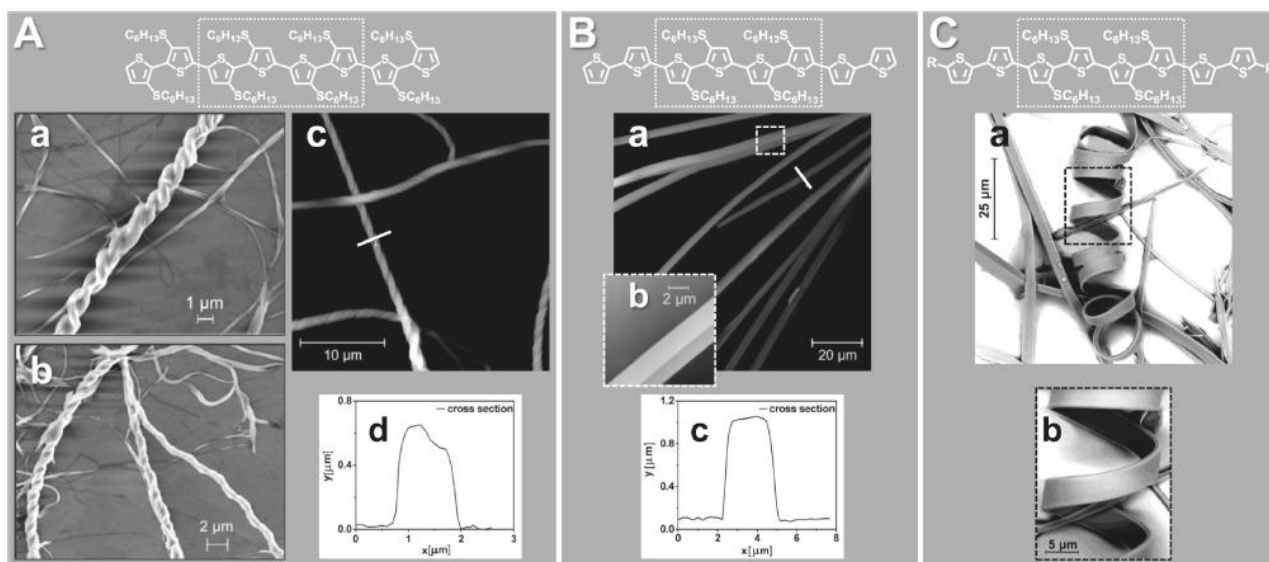 A
C6H13S C6H13S C6H13S C6H13S
S S S S S S S S
SC6H13 SC6H13 SC6H13 SC6H13
a
1 µm
b
2 µm
c
10 µm
d
— cross section
y[µm]
0.8
0.4
0.0
0 1 2 3
x[µm]
B
C6H13S C6H13S
S S S S S S S S
SC6H13 SC6H13
a
20 µm
b
2 µm
c
— cross section
y[µm]
1.2
0.8
0.4
0.0
0 2 4 6 8
x[µm]
C
C6H13S C6H13S
R S S S S S S S S R
SC6H13 SC6H13
a
25 µm
b
5 µm